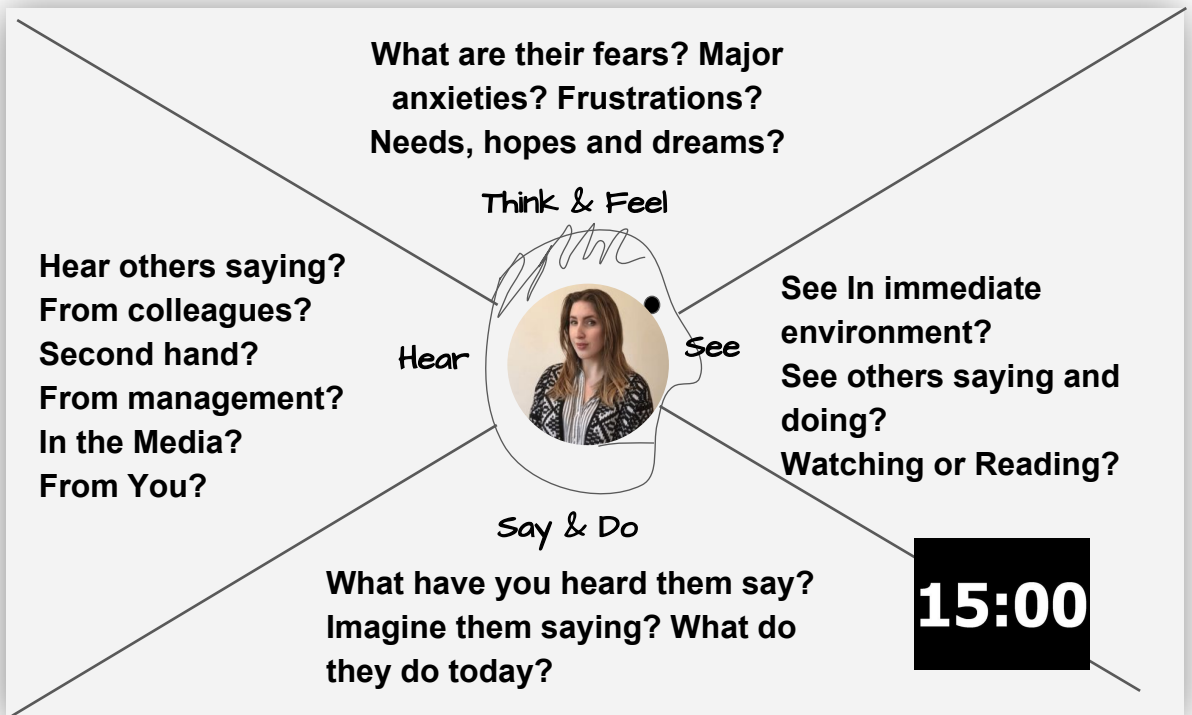 What are their fears? Major
anxieties? Frustrations?
Needs, hopes and dreams?
Think & Feel
Hear others saying?
From colleagues?
Second hand?
From management?
In the Media?
From You?
Hear
See
See In immediate
environment?
See others saying and
doing?
Watching or Reading?
Say & Do
What have you heard them say?
Imagine them saying? What do
they do today?
15:00